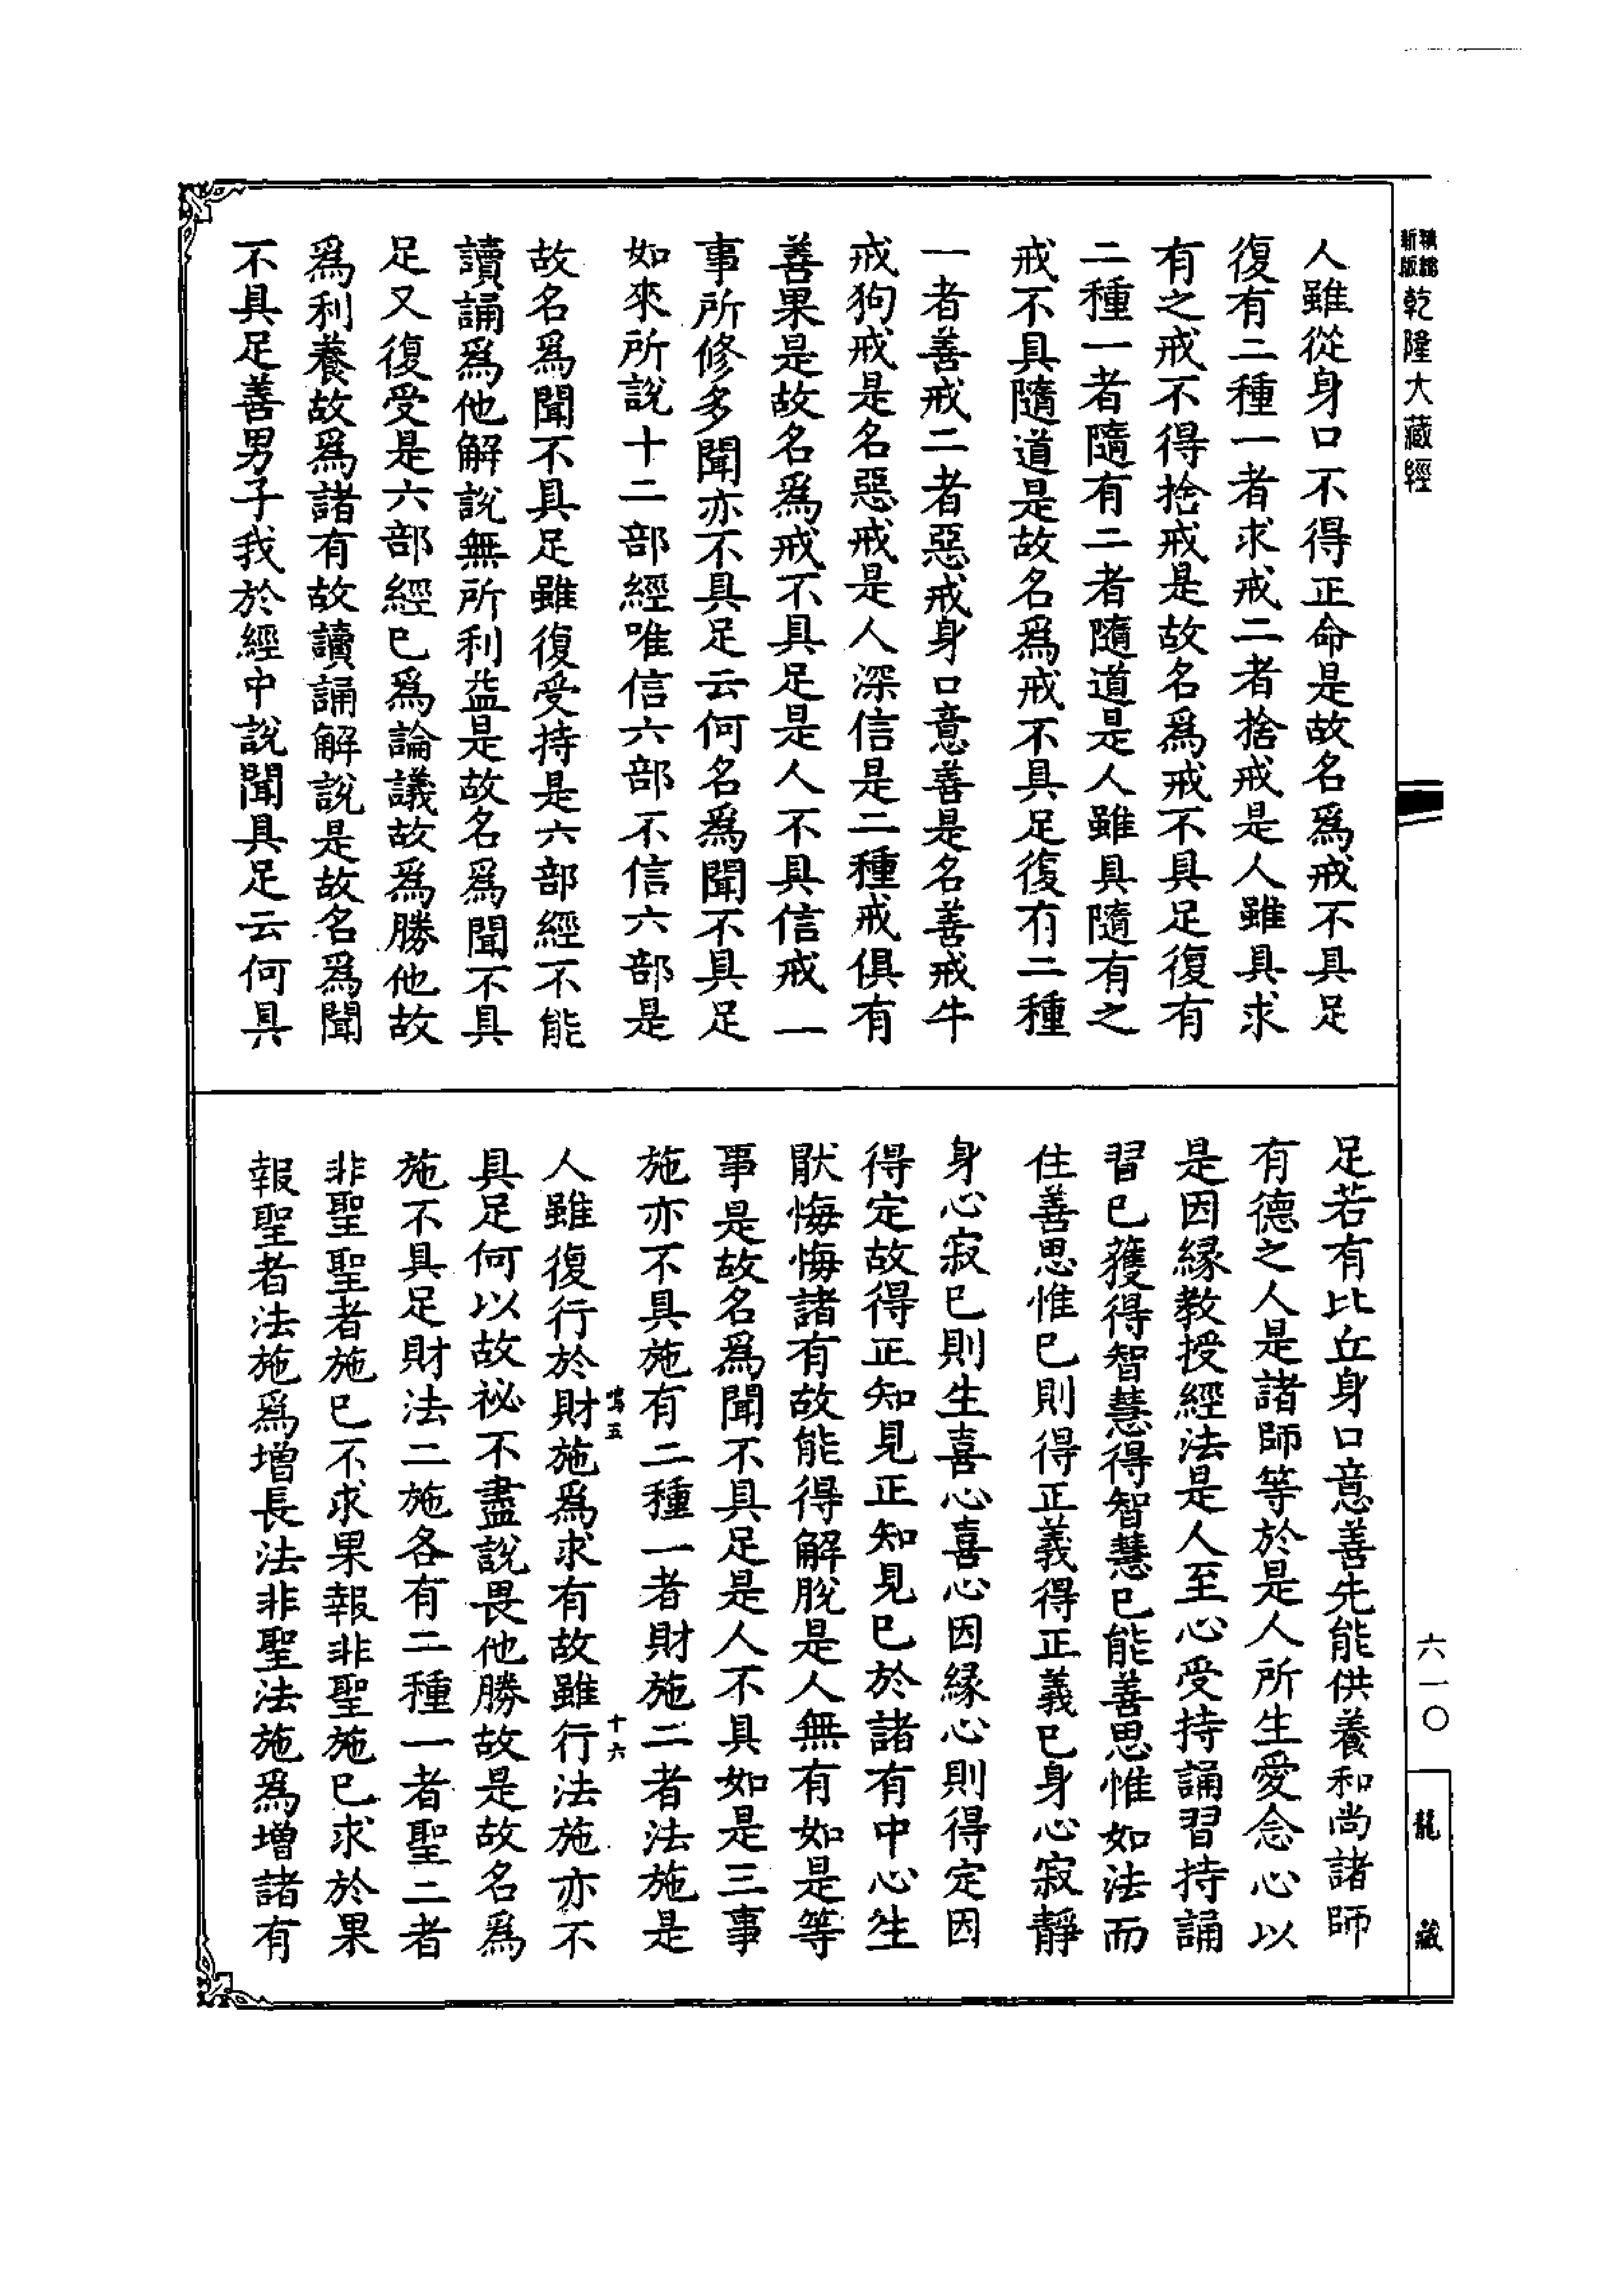 精縮新版乾隆大藏經
人雖從身口不得正命是故名爲戒不具足
復有二種一者求戒二者捨戒是人雖具求
有之戒不得捨戒是故名爲戒不具足復有
二種一者隨有二者隨道是人雖具隨有之
戒不具隨道是故名爲戒不具足復有二種
一者善戒二者惡戒身口意善是名善戒牛
戒狗戒是名惡戒是人深信是二種戒俱有
善果是故名爲戒不具足是人不具信戒一
事所修多聞亦不具足云何名爲聞不具足
如來所說十二部經唯信六部不信六部是
故名爲聞不具足雖復受持是六部經不能
讀誦爲他解說無所利益是故名爲聞不具
足又復受是六部經已爲論議故爲勝他故
爲利養故爲諸有故讀誦解說是故名爲聞
不具足善男子我於經中說聞具足云何具
足若有比丘身口意善先能供養和尚諸師
有德之人是諸師等於是人所生愛念心以
是因緣教授經法是人至心受持誦習持誦
習已獲得智慧得智慧已能善思惟如法而
住善思惟已則得正義得正義已身心寂靜
身心寂已則生喜心喜心因緣心則得定因
得定故得正知見正知見已於諸有中心生
猒悔悔諸有故能得解脫是人無有如是等
事是故名爲聞不具足是人不具如是三事
施亦不具施有二種一者財施二者法施是
鳴五 十六
人雖復行於財施爲求有故雖行法施亦不
具足何以故祕不盡說畏他勝故是故名爲
施不具足財法二施各有二種一者聖二者
非聖聖者施已不求果報非聖施已求於果
報聖者法施爲增長法非聖法施爲增諸有
六一〇
龍藏